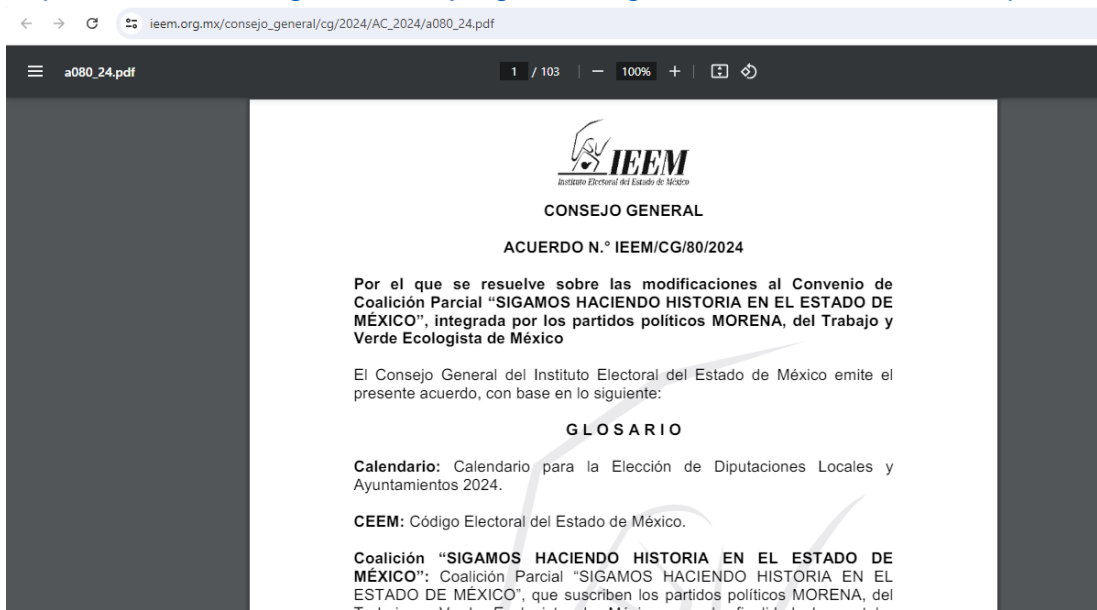 ieem.org.mx/consejo_general/cg/2024/AC_2024/a080_24.pdf
a080_24.pdf
1 / 103
100%
IEEM
Instituto Electoral del Estado de México
CONSEJO GENERAL
ACUERDO N.° IEEM/CG/80/2024
Por el que se resuelve sobre las modificaciones al Convenio de
Coalición Parcial “SIGAMOS HACIENDO HISTORIA EN EL ESTADO DE
MÉXICO”, integrada por los partidos políticos MORENA, del Trabajo y
Verde Ecologista de México
El Consejo General del Instituto Electoral del Estado de México emite el
presente acuerdo, con base en lo siguiente:
G L O S A R I O
Calendario: Calendario para la Elección de Diputaciones Locales y
Ayuntamientos 2024.
CEEM: Código Electoral del Estado de México.
Coalición “SIGAMOS HACIENDO HISTORIA EN EL ESTADO DE
MÉXICO”: Coalición Parcial “SIGAMOS HACIENDO HISTORIA EN EL
ESTADO DE MÉXICO”, que suscriben los partidos políticos MORENA, del